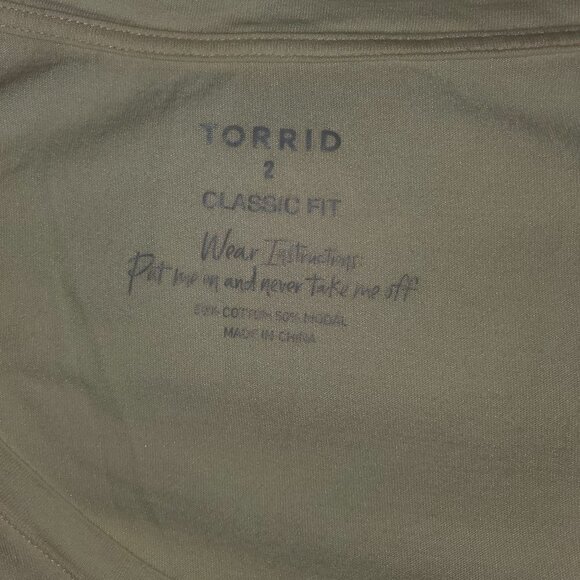 TORRID
2
CLASSIC FIT
Wear Instructions:
Put me on and never take me off
50% COTTON 50% MODAL
MADE IN CHINA